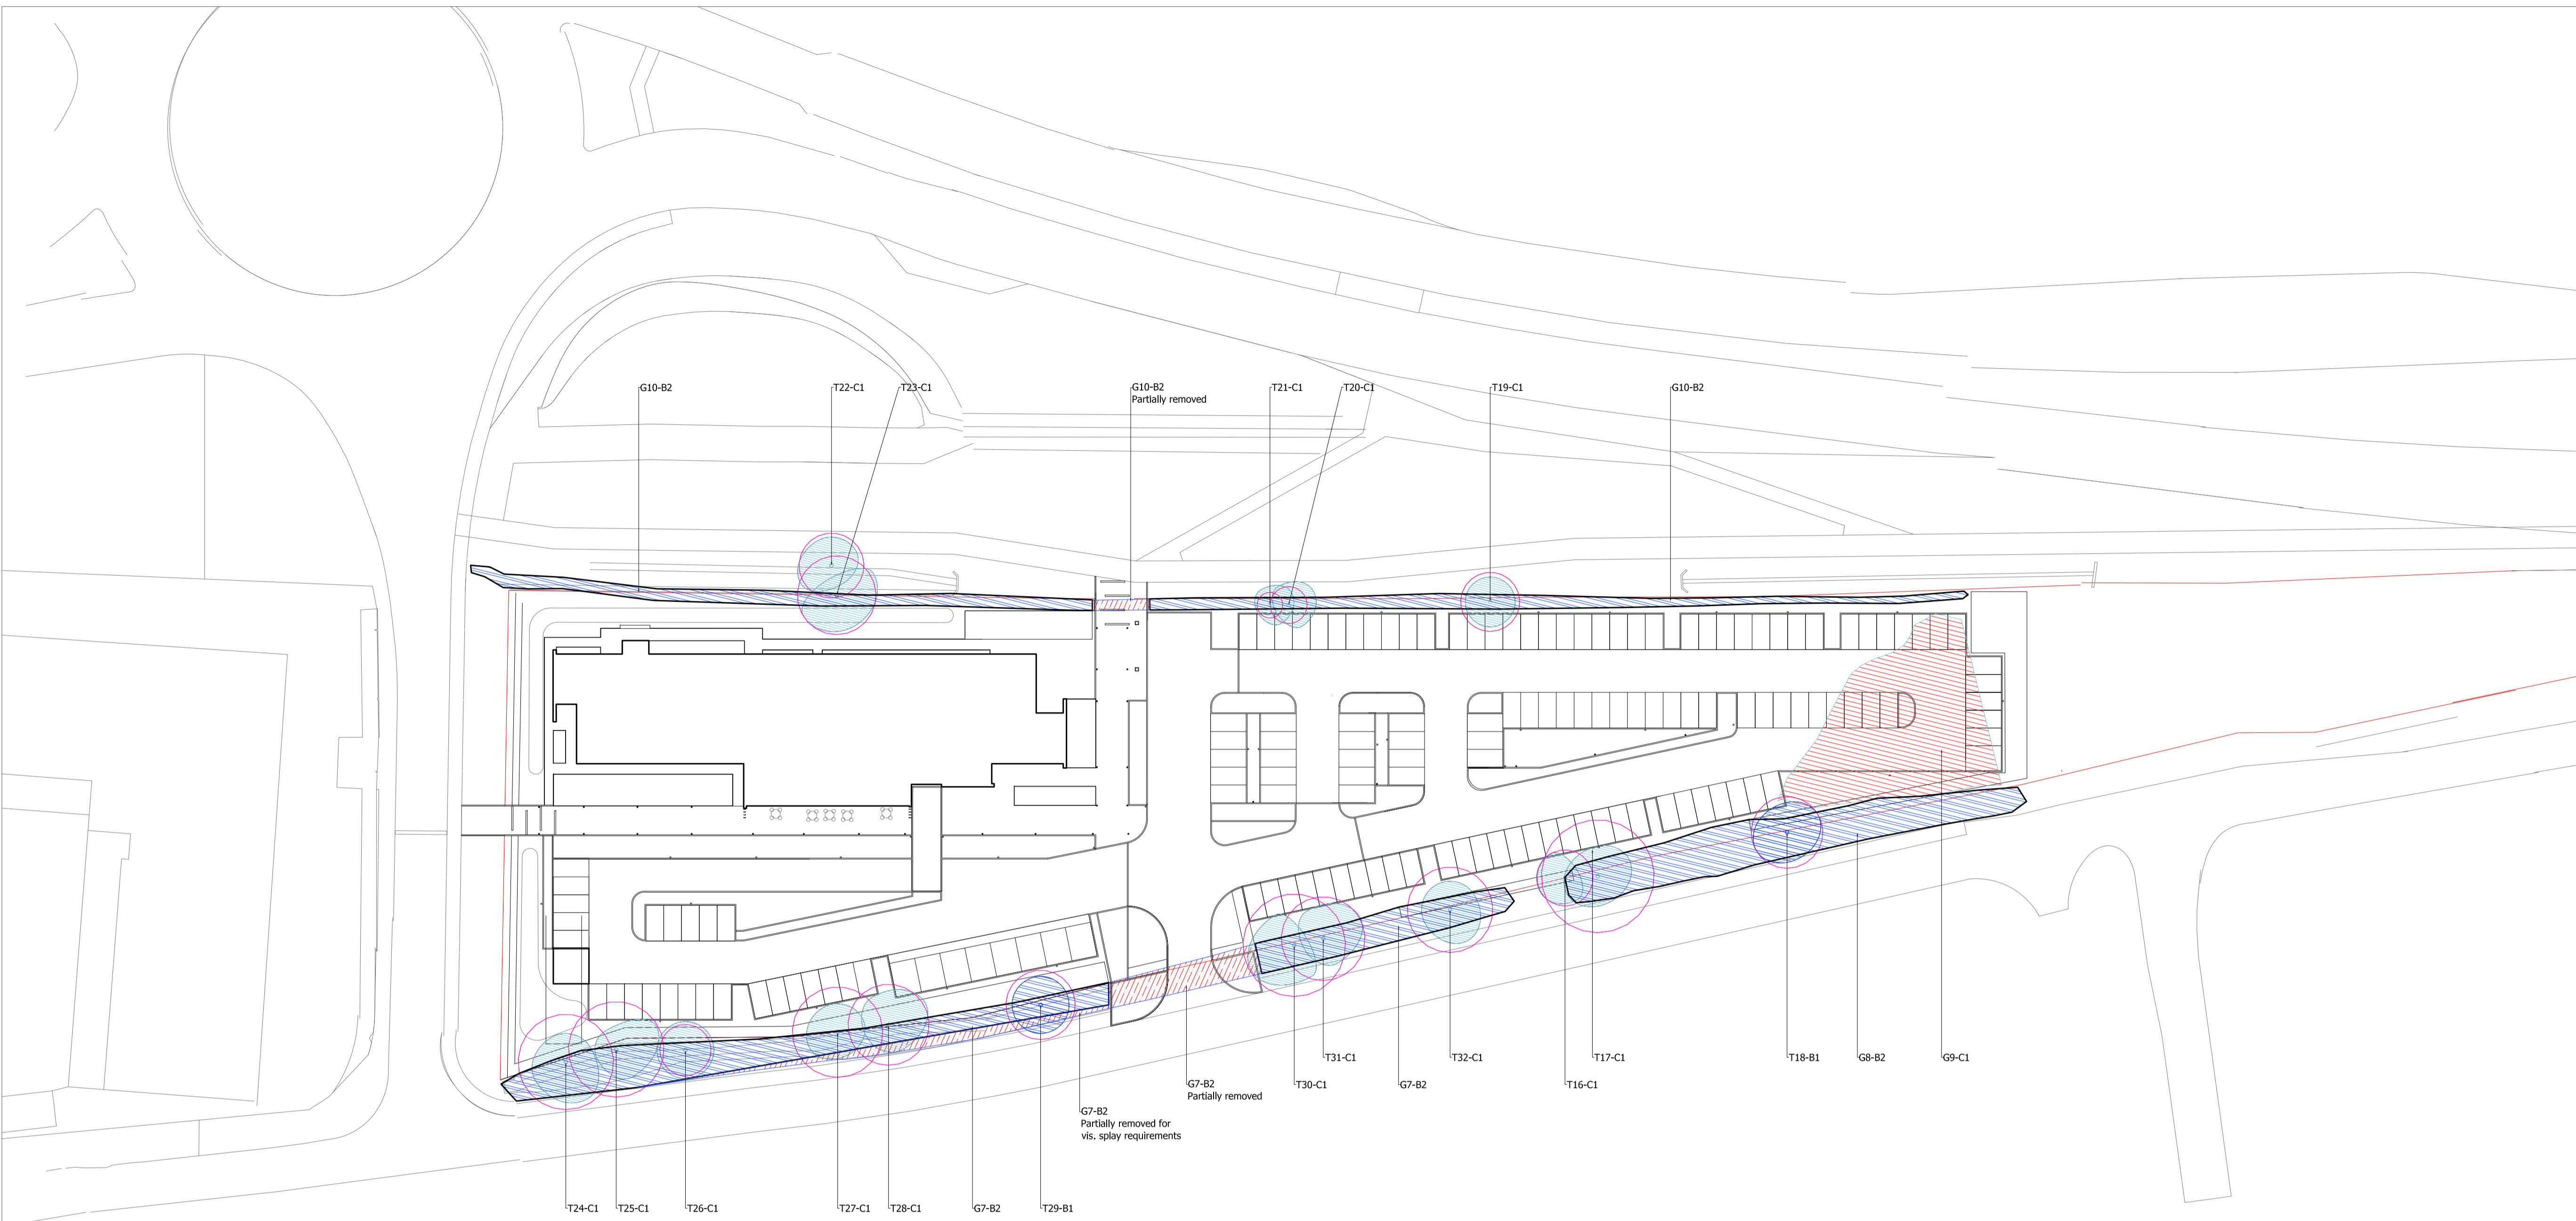 G10-B2
T22-C1
T23-C1
G10-B2
Partially removed
T21-C1
T20-C1
T19-C1
G10-B2
T31-C1
T32-C1
T17-C1
T18-B1
G8-B2
G9-C1
G7-B2
Partially removed
T30-C1
G7-B2
T16-C1
G7-B2
Partially removed for
vis. splay requirements
T24-C1
T25-C1
T26-C1
T27-C1
T28-C1
G7-B2
T29-B1